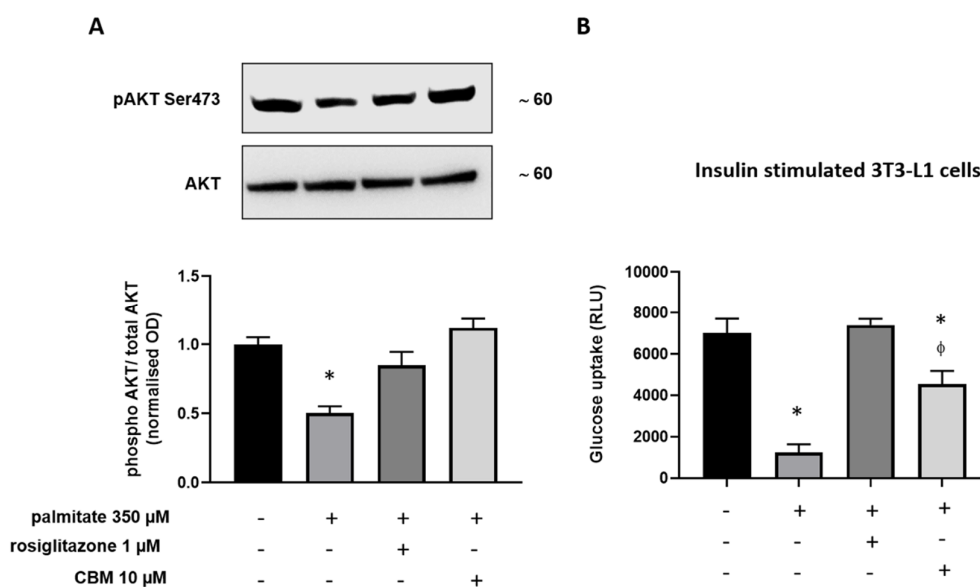 A
B
pAKT Ser473
~ 60
AKT
~ 60
Insulin stimulated 3T3-L1 cells
phospho AKT/ total AKT
(normalised OD)
1.5
1.0
0.5
0.0
*
Glucose uptake (RLU)
10000
8000
6000
4000
2000
0
*
*
ϕ
palmitate 350 µM - + + +
rosiglitazone 1 µM - - + -
CBM 10 µM - - - +
- + + +
- - + -
- - - +